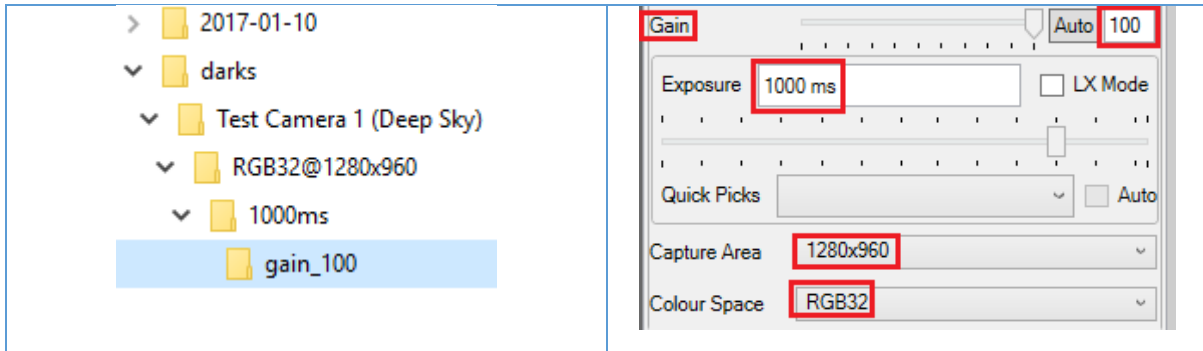 2017-01-10
darks
Test Camera 1 (Deep Sky)
RGB32@1280x960
1000ms
gain_100
Gain Auto 100
Exposure 1000 ms LX Mode
Quick Picks Auto
Capture Area 1280x960
Colour Space RGB32